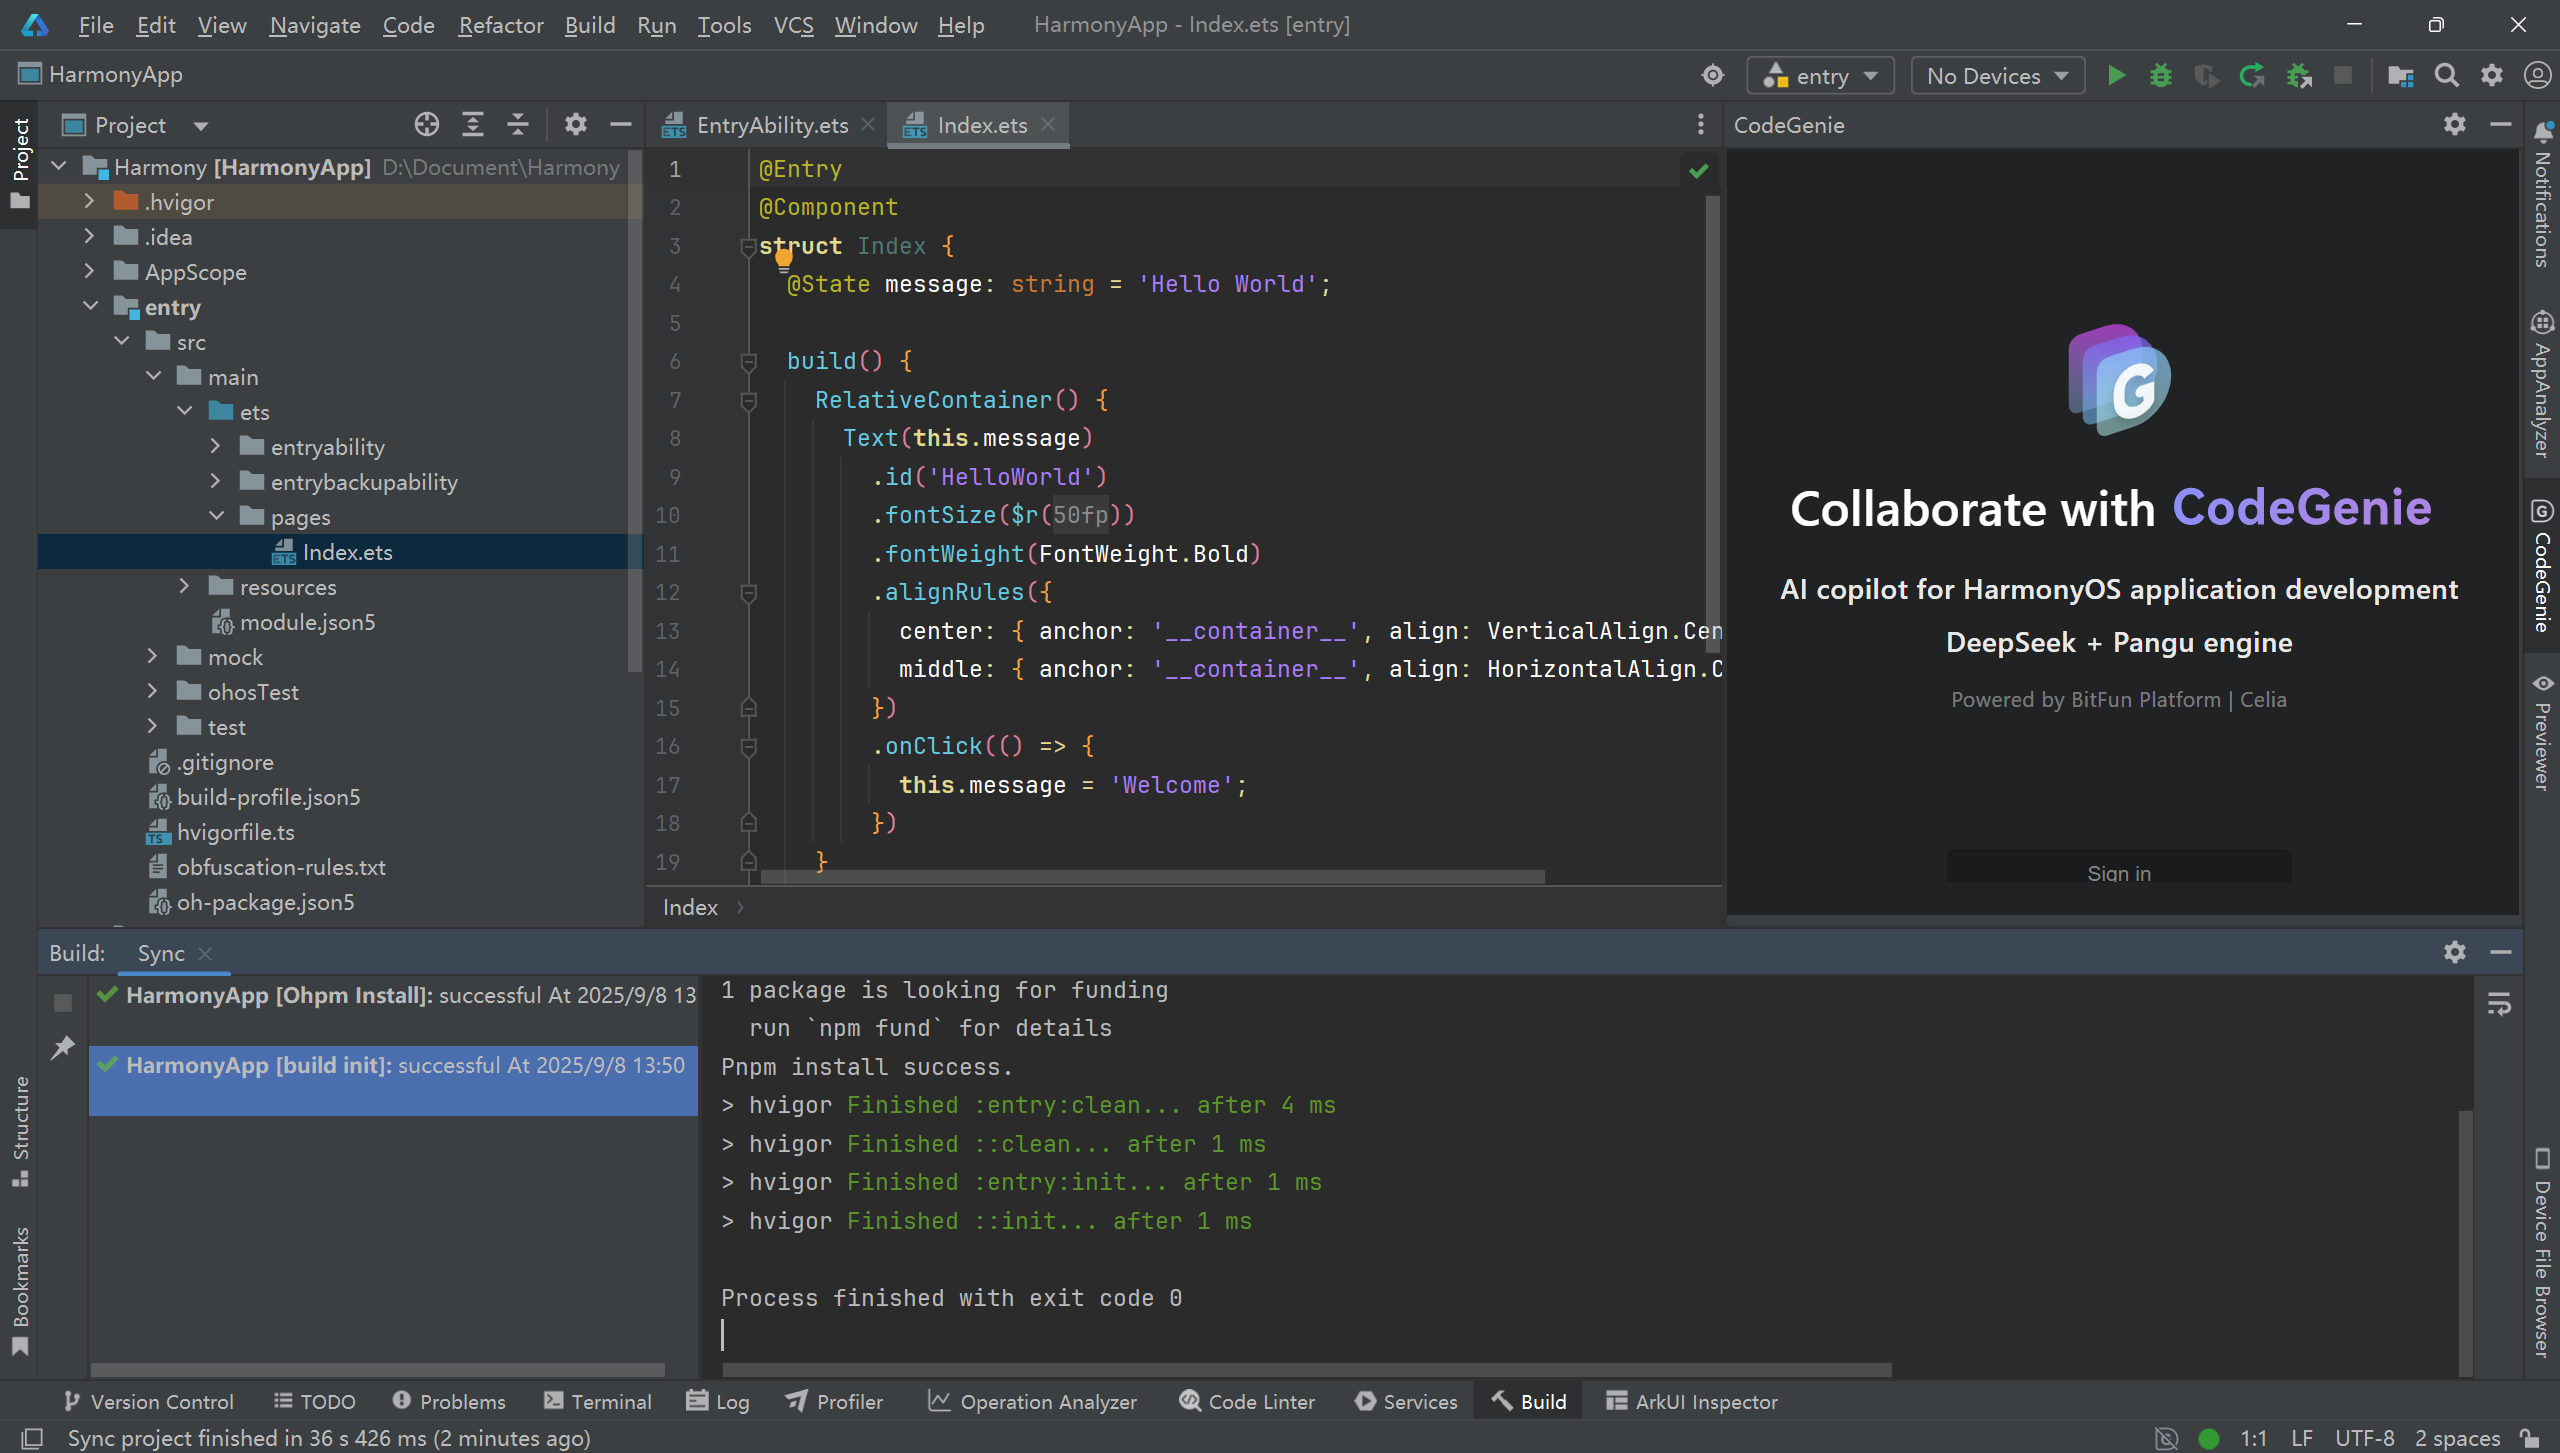 File Edit View Navigate Code Refactor Build Run Tools VCS Window Help HarmonyApp - Index.ets [entry]
HarmonyApp entry No Devices
Project
Harmony [HarmonyApp] D:\Document\Harmony
.hvigor
.idea
AppScope
entry
src
main
ets
entryability
entrybackupability
pages
Index.ets
resources
module.json5
mock
ohosTest
test
.gitignore
build-profile.json5
hvigorfile.ts
obfuscation-rules.txt
oh-package.json5
Project
Structure
Bookmarks
EntryAbility.ets Index.ets
1 @Entry
2 @Component
3 struct Index {
4 @State message: string = 'Hello World';
5
6 build() {
7 RelativeContainer() {
8 Text(this.message)
9 .id('HelloWorld')
10 .fontSize($r(50fp))
11 .fontWeight(FontWeight.Bold)
12 .alignRules({
13 center: { anchor: '__container__', align: VerticalAlign.Cen
14 middle: { anchor: '__container__', align: HorizontalAlign.C
15 })
16 .onClick(() => {
17 this.message = 'Welcome';
18 })
19 }
Index
CodeGenie
G
Collaborate with CodeGenie
AI copilot for HarmonyOS application development
DeepSeek + Pangu engine
Powered by BitFun Platform | Celia
Sign in
Notifications
AppAnalyzer
CodeGenie
Previewer
Device File Browser
Build: Sync
HarmonyApp [Ohpm Install]: successful At 2025/9/8 13
HarmonyApp [build init]: successful At 2025/9/8 13:50
1 package is looking for funding
run `npm fund` for details
Pnpm install success.
> hvigor Finished :entry:clean... after 4 ms
> hvigor Finished ::clean... after 1 ms
> hvigor Finished :entry:init... after 1 ms
> hvigor Finished ::init... after 1 ms
Process finished with exit code 0
Version Control TODO Problems Terminal Log Profiler Operation Analyzer Code Linter Services Build ArkUI Inspector
Sync project finished in 36 s 426 ms (2 minutes ago) 1:1 LF UTF-8 2 spaces